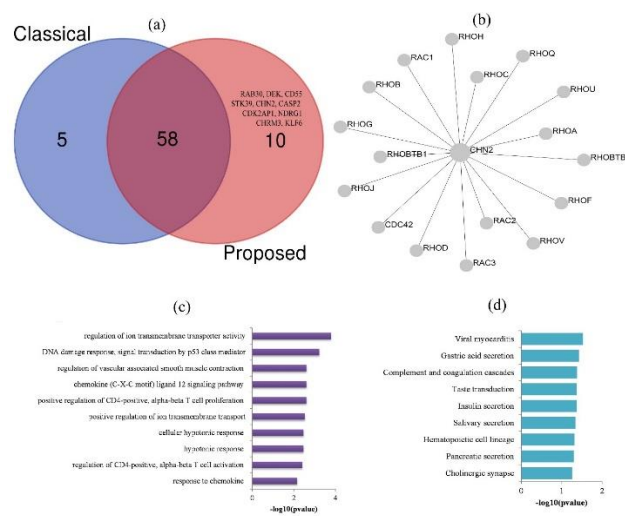 (a)
Classical
5
58
10
RAB30, DEK, CD55
STK39, CHN2, CASP2
CDK2AP1, NDRG1
CHRM3, KLF6
Proposed
(b)
RHOH
RAC1
RHOC
RHOQ
RHOB
RHOU
RHOG
RHOA
CHN2
RHOBTB1
RHOBTB
RHOJ
RHOF
CDC42
RAC2
RHOD
RHOV
RAC3
(c)
regulation of ion transmembrane transporter activity
DNA damage response, signal transduction by p53 class mediator
regulation of vascular associated smooth muscle contraction
chemokine (C-X-C motif) ligand 12 signaling pathway
positive regulation of CD4-positive, alpha-beta T cell proliferation
positive regulation of ion transmembrane transport
cellular hypotonic response
hypotonic response
regulation of CD4-positive, alpha-beta T cell activation
response to chemokine
0 2 4
-log10(pvalue)
(d)
Viral myocarditis
Gastric acid secretion
Complement and coagulation cascades
Taste transduction
Insulin secretion
Salivary secretion
Hematopoietic cell lineage
Pancreatic secretion
Cholinergic synapse
0 1 2
-log10(pvalue)